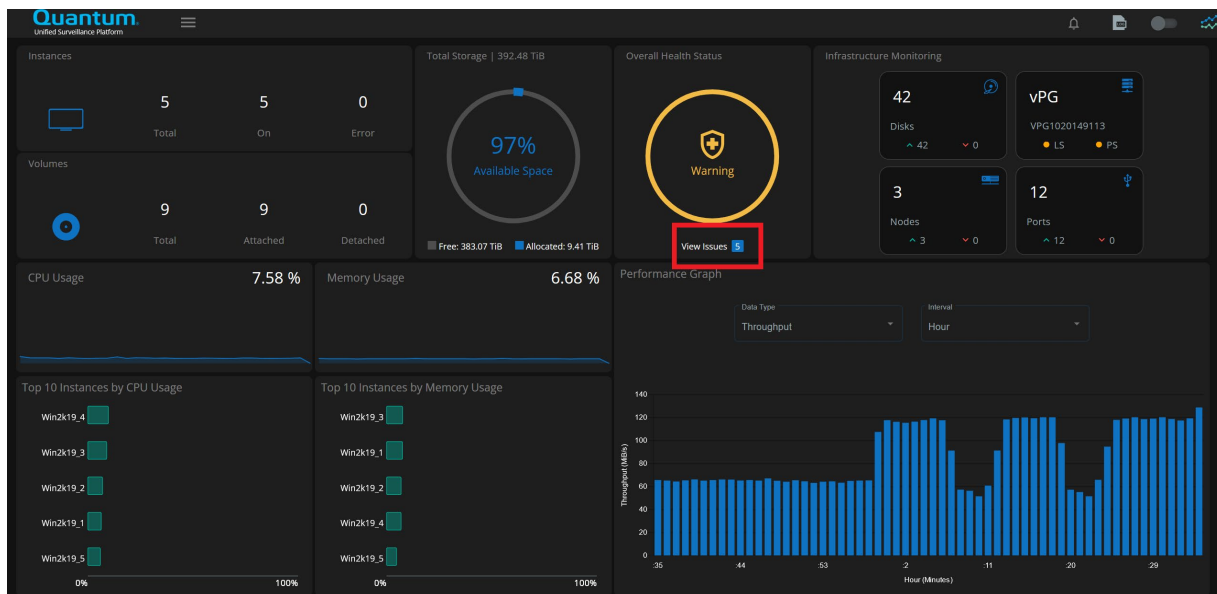 Quantum.
Unified Surveillance Platform
Instances
5 5 0
Total On Error
Volumes
9 9 0
Total Attached Detached
Total Storage | 392.48 TiB
97%
Available Space
Free: 383.07 TiB Allocated: 9.41 TiB
Overall Health Status
Warning
View Issues 5
Infrastructure Monitoring
42
Disks
42 0
vPG
VPG1020149113
LS PS
3
Nodes
3 0
12
Ports
12 0
CPU Usage 7.58 %
Memory Usage 6.68 %
Performance Graph
Data Type
Throughput
Interval
Hour
Top 10 Instances by CPU Usage
Win2k19_4
Win2k19_3
Win2k19_2
Win2k19_1
Win2k19_5
0% 100%
Top 10 Instances by Memory Usage
Win2k19_3
Win2k19_1
Win2k19_2
Win2k19_4
Win2k19_5
0% 100%
Throughput (MiB/s)
140
120
100
80
60
40
20
0
:35 :44 :53 :2 :11 :20 :29
Hour (Minutes)